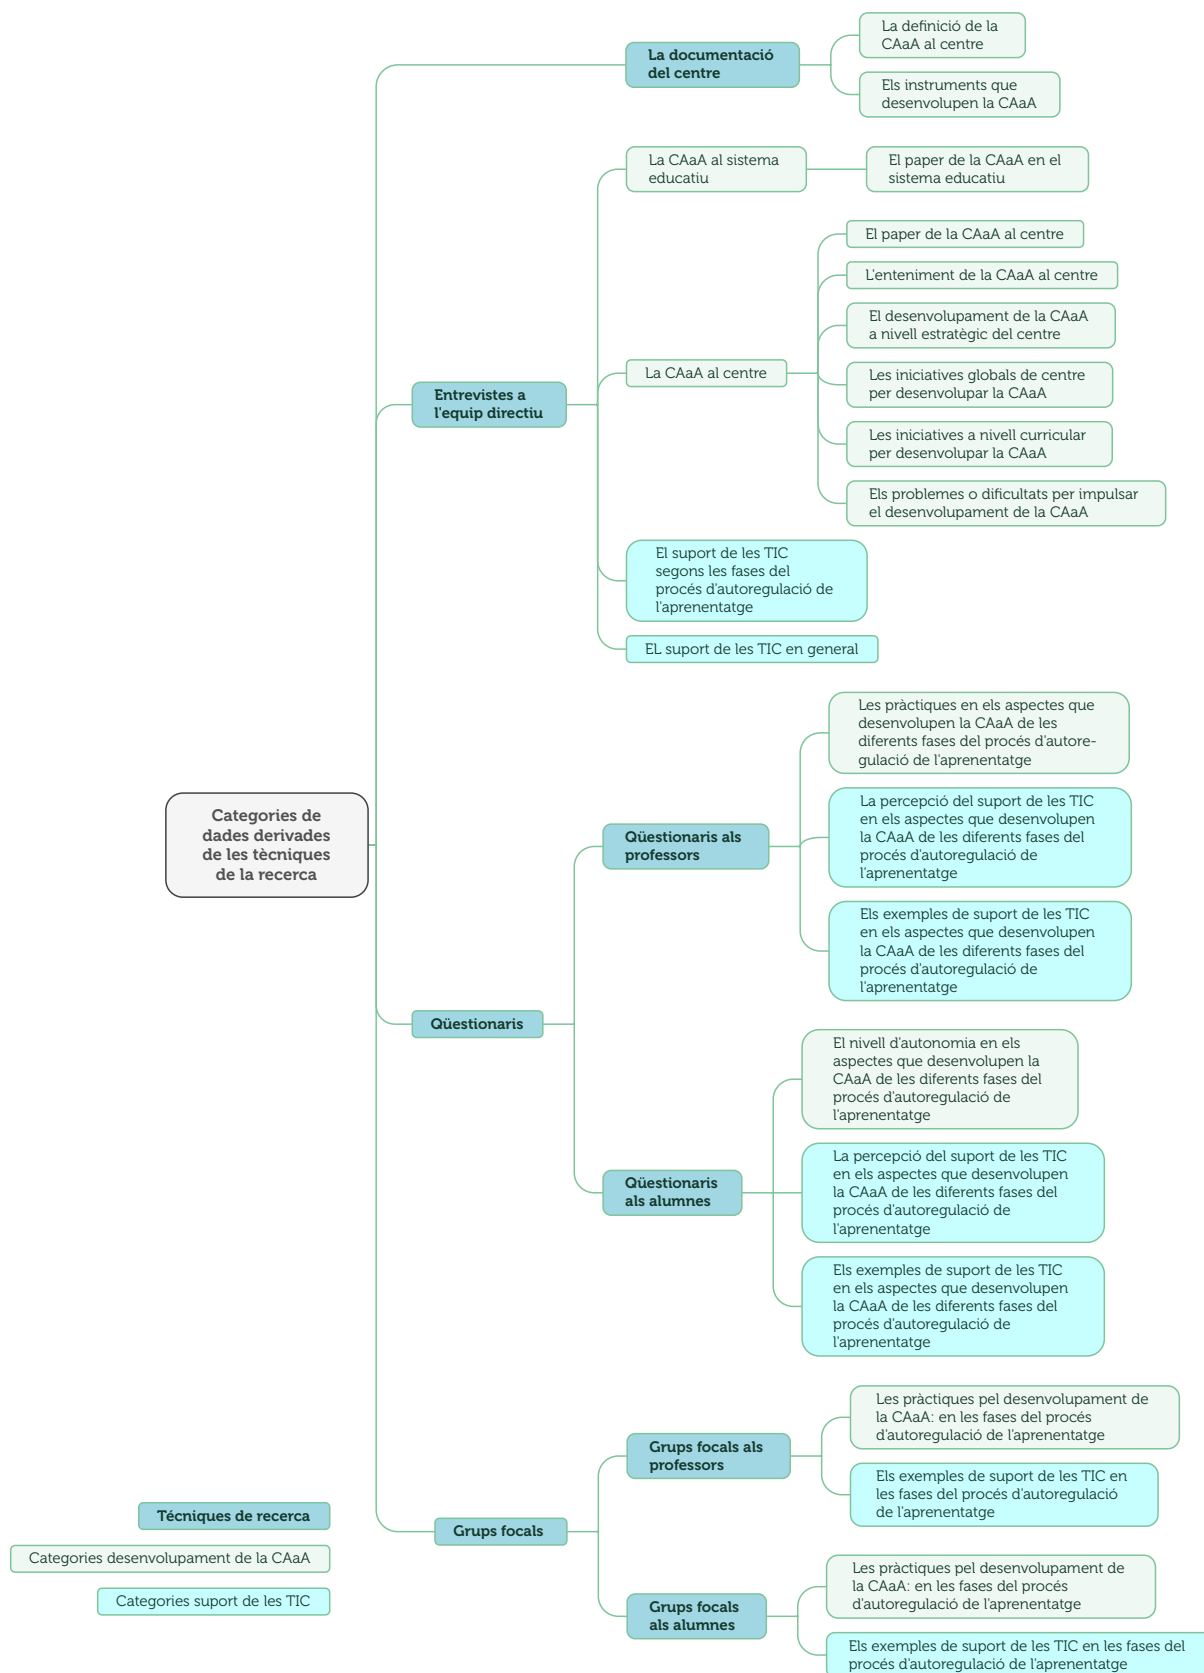 La documentació
del centre
La definició de la
CAaA al centre
Els instruments que
desenvolupen la CAaA
La CAaA al sistema
educatiu
El paper de la CAaA en el
sistema educatiu
Entrevistes a
l'equip directiu
La CAaA al centre
El paper de la CAaA al centre
L'enteniment de la CAaA al centre
El desenvolupament de la CAaA
a nivell estratègic del centre
Les iniciatives globals de centre
per desenvolupar la CAaA
Les iniciatives a nivell curricular
per desenvolupar la CAaA
Els problemes o dificultats per impulsar
el desenvolupament de la CAaA
El suport de les TIC
segons les fases del
procés d'autoregulació de
l'aprenentatge
EL suport de les TIC en general
Categories de
dades derivades
de les tècniques
de la recerca
Qüestionaris
Qüestionaris als
professors
Les pràctiques en els aspectes que
desenvolupen la CAaA de les
diferents fases del procés d'autore-
gulació de l'aprenentatge
La percepció del suport de les TIC
en els aspectes que desenvolupen
la CAaA de les diferents fases del
procés d'autoregulació de
l'aprenentatge
Els exemples de suport de les TIC
en els aspectes que desenvolupen
la CAaA de les diferents fases del
procés d'autoregulació de
l'aprenentatge
Qüestionaris
als alumnes
El nivell d'autonomia en els
aspectes que desenvolupen la
CAaA de les diferents fases del
procés d'autoregulació de
l'aprenentatge
La percepció del suport de les TIC
en els aspectes que desenvolupen
la CAaA de les diferents fases del
procés d'autoregulació de
l'aprenentatge
Els exemples de suport de les TIC
en els aspectes que desenvolupen
la CAaA de les diferents fases del
procés d'autoregulació de
l'aprenentatge
Grups focals
Grups focals als
professors
Les pràctiques pel desenvolupament de
la CAaA: en les fases del procés
d'autoregulació de l'aprenentatge
Els exemples de suport de les TIC en
les fases del procés d'autoregulació
de l'aprenentatge
Grups focals
als alumnes
Les pràctiques pel desenvolupament de
la CAaA: en les fases del procés
d'autoregulació de l'aprenentatge
Els exemples de suport de les TIC en les fases del
procés d'autoregulació de l'aprenentatge
Técniques de recerca
Categories desenvolupament de la CAaA
Categories suport de les TIC